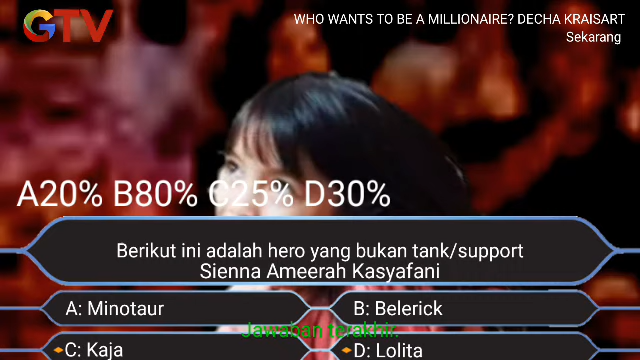 GTV
WHO WANTS TO BE A MILLIONAIRE? DECHA KRAISART
Sekarang
A20% B80% C25% D30%
Berikut ini adalah hero yang bukan tank/support
Sienna Ameerah Kasyafani
A: Minotaur
B: Belerick
Jawaban terakhir.
C: Kaja
D: Lolita